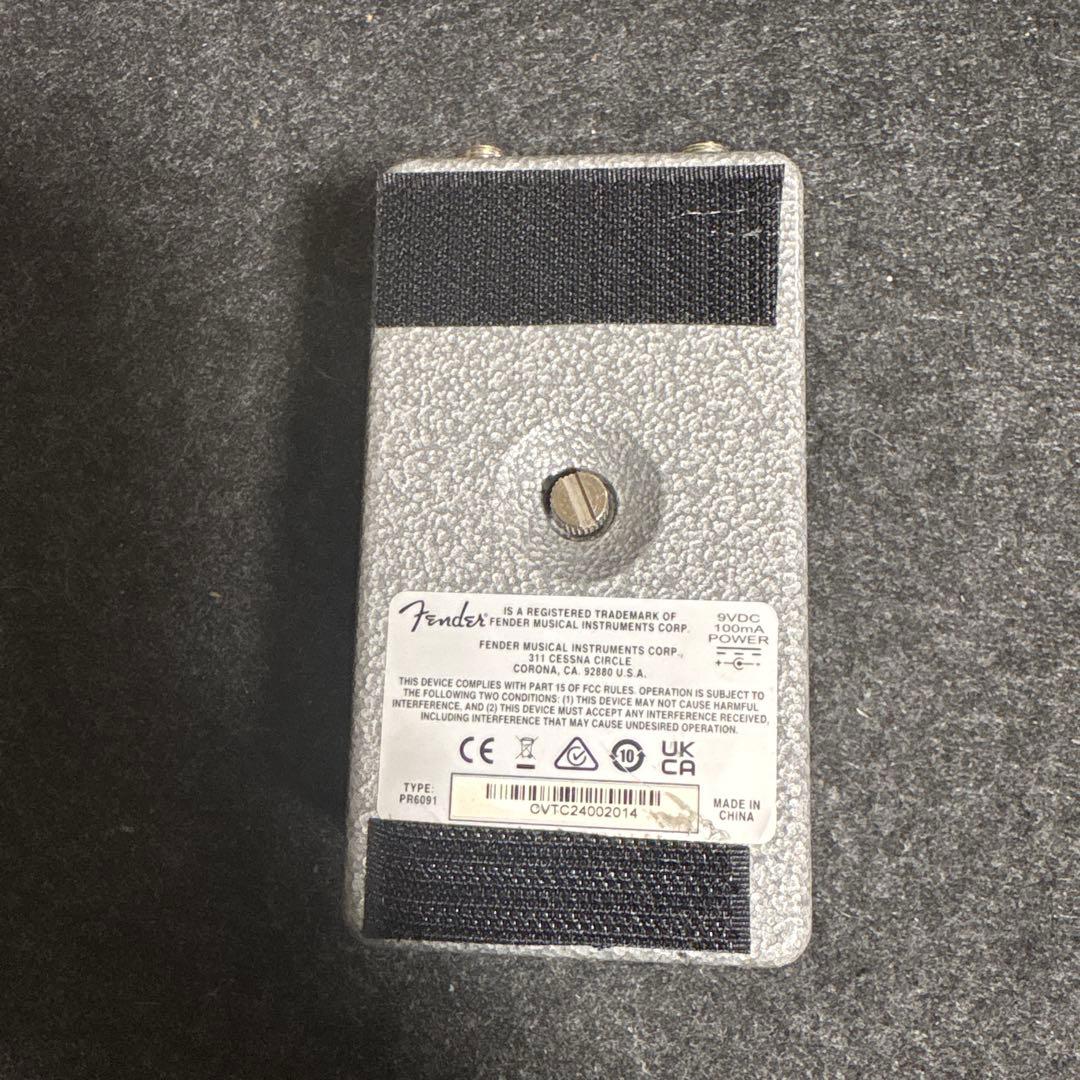 Fender® IS A REGISTERED TRADEMARK OF
FENDER MUSICAL INSTRUMENTS CORP.
FENDER MUSICAL INSTRUMENTS CORP.,
311 CESSNA CIRCLE
CORONA, CA. 92880 U.S.A.
9VDC
100mA
POWER
THIS DEVICE COMPLIES WITH PART 15 OF FCC RULES. OPERATION IS SUBJECT TO
THE FOLLOWING TWO CONDITIONS: (1) THIS DEVICE MAY NOT CAUSE HARMFUL
INTERFERENCE, AND (2) THIS DEVICE MUST ACCEPT ANY INTERFERENCE RECEIVED,
INCLUDING INTERFERENCE THAT MAY CAUSE UNDESIRED OPERATION.
CE
10
UK
CA
TYPE:
PR6091
CVTC24002014
MADE IN
CHINA